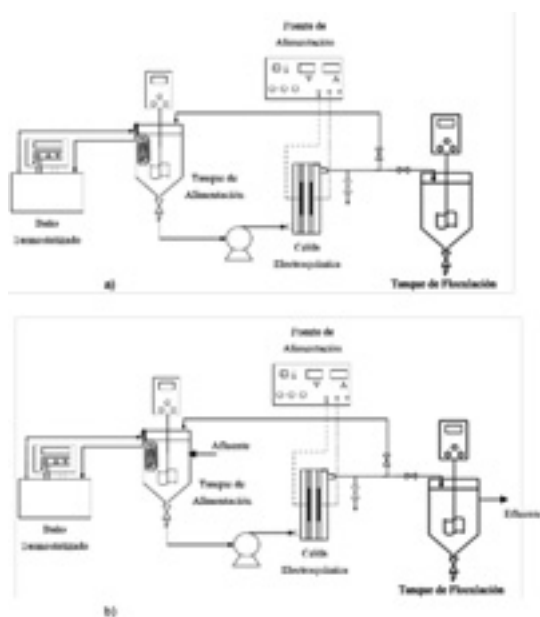 Fuente de
Alimentación
V
A
Tanque de
Alimentación
Baño
Termostatizado
Celda
Electroquímica
Tanque de Floculación
a)
Fuente de
Alimentación
V
A
Afluente
Tanque de
Alimentación
Efluente
Baño
Termostatizado
Celda
Electroquímica
Tanque de Floculación
b)